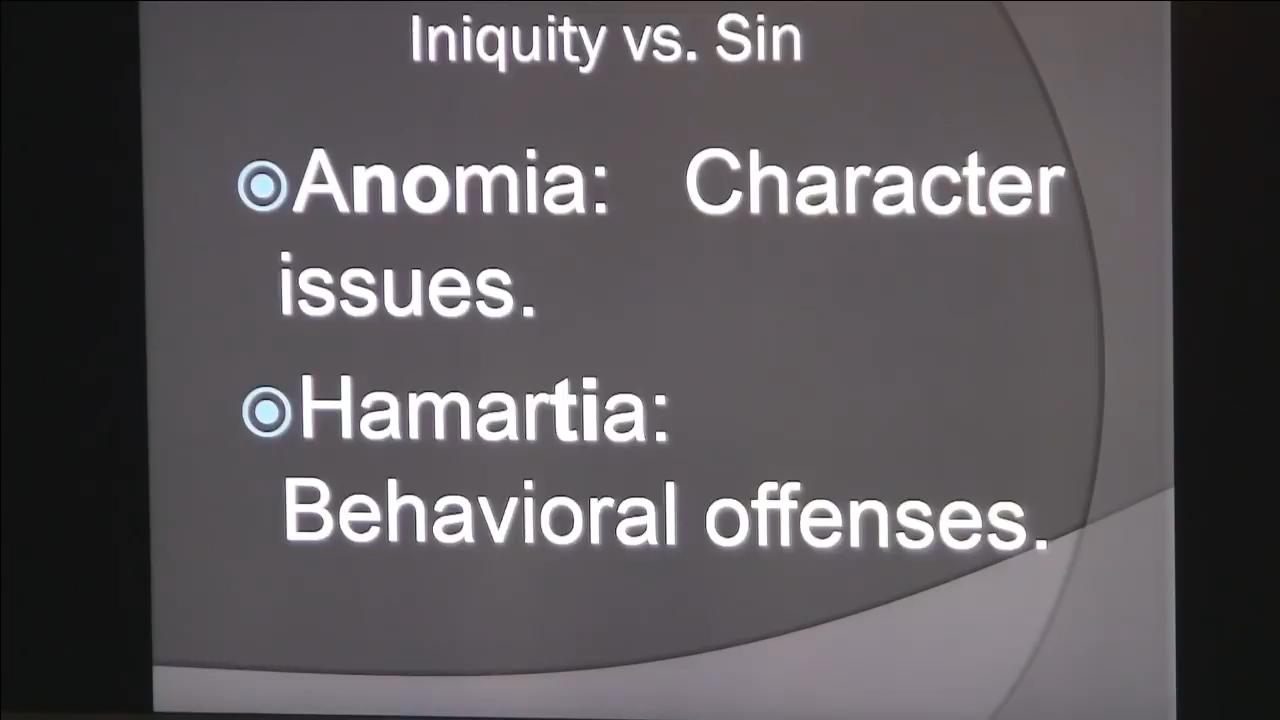 Iniquity vs. Sin
Anomia: Character
issues.
Hamartia:
Behavioral offenses.